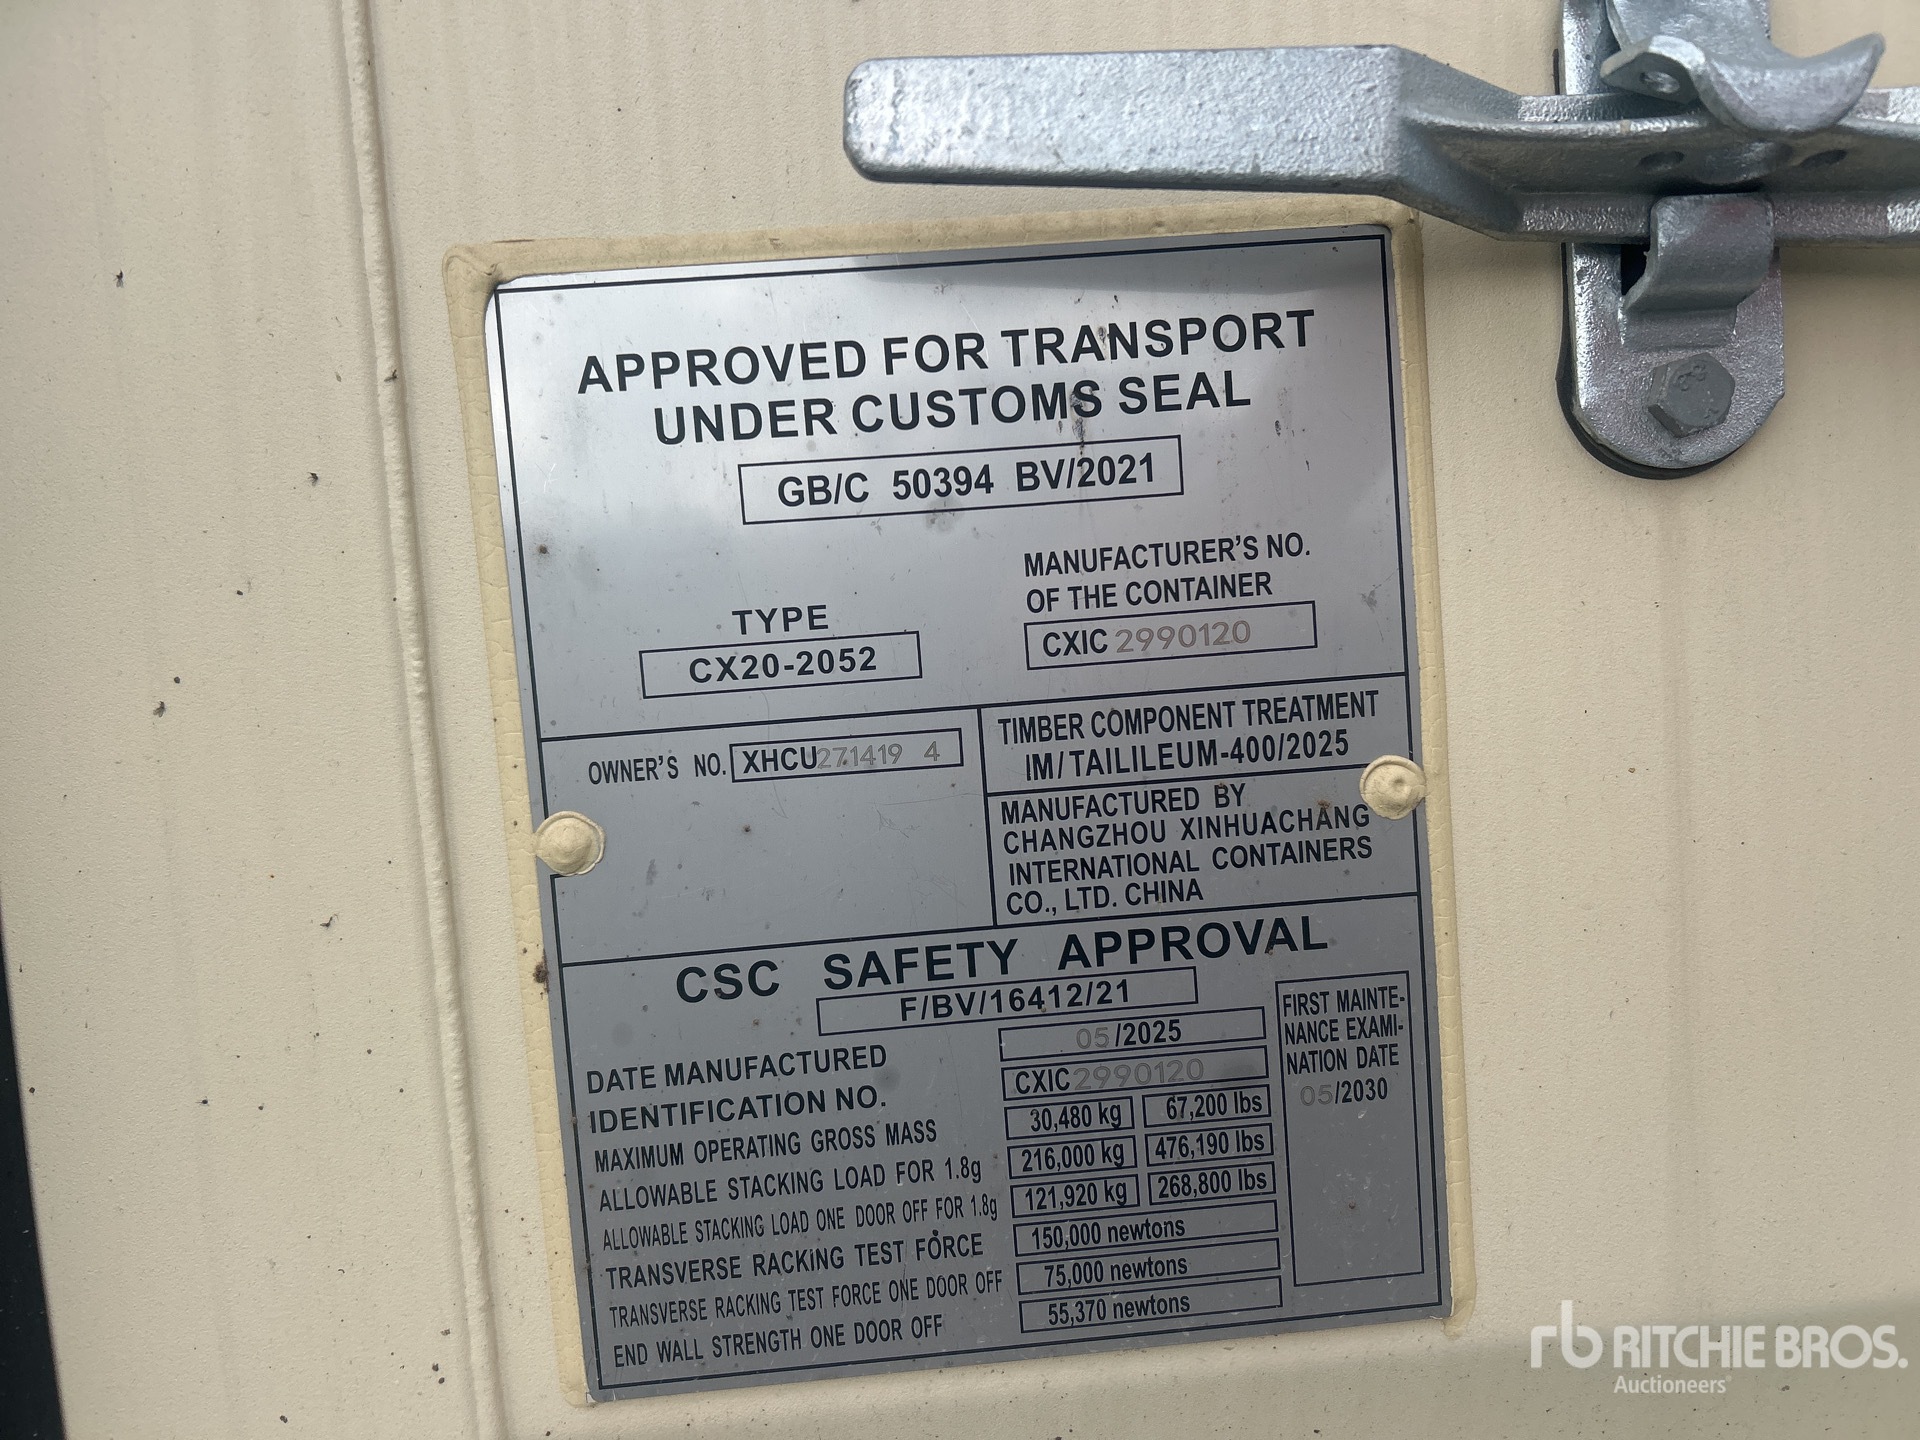 APPROVED FOR TRANSPORT
UNDER CUSTOMS SEAL
GB/C 50394 BV/2021
TYPE
CX20-2052
MANUFACTURER'S NO.
OF THE CONTAINER
CXIC 2990120
OWNER'S NO. XHCU 271419 4
TIMBER COMPONENT TREATMENT
IM/TAILILEUM-400/2025
MANUFACTURED BY
CHANGZHOU XINHUACHANG
INTERNATIONAL CONTAINERS
CO., LTD. CHINA
CSC SAFETY APPROVAL
F/BV/16412/21
DATE MANUFACTURED 05/2025
IDENTIFICATION NO. CXIC 2990120
MAXIMUM OPERATING GROSS MASS 30,480 kg 67,200 lbs
ALLOWABLE STACKING LOAD FOR 1.8g 216,000 kg 476,190 lbs
ALLOWABLE STACKING LOAD ONE DOOR OFF FOR 1.8g 121,920 kg 268,800 lbs
TRANSVERSE RACKING TEST FORCE 150,000 newtons
TRANSVERSE RACKING TEST FORCE ONE DOOR OFF 75,000 newtons
END WALL STRENGTH ONE DOOR OFF 55,370 newtons
FIRST MAINTE-
NANCE EXAMI-
NATION DATE
05/2030
8.8
rb RITCHIE BROS.
Auctioneers